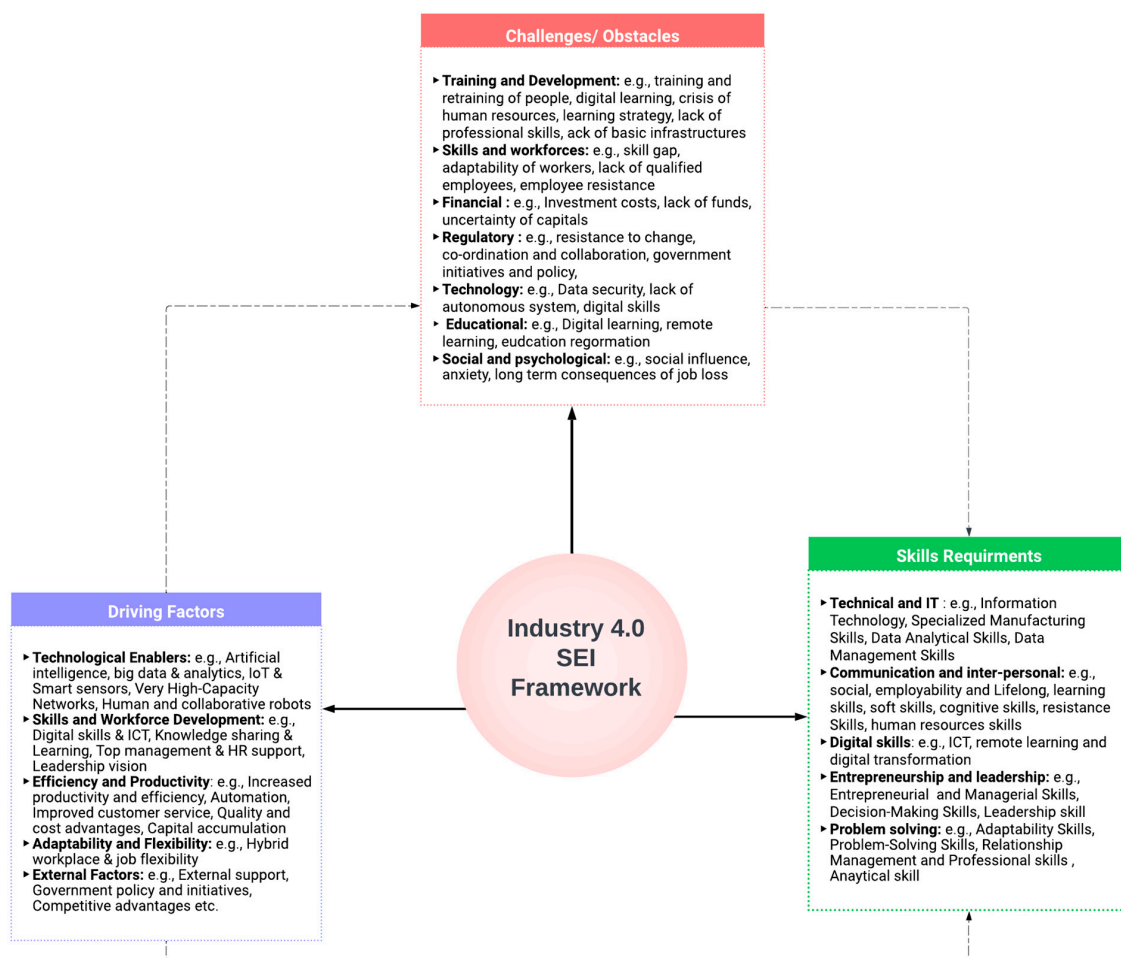 Challenges/ Obstacles
▸Training and Development: e.g., training and
retraining of people, digital learning, crisis of
human resources, learning strategy, lack of
professional skills, ack of basic infrastructures
▸Skills and workforces: e.g., skill gap,
adaptability of workers, lack of qualified
employees, employee resistance
▸Financial : e.g., Investment costs, lack of funds,
uncertainty of capitals
▸Regulatory : e.g., resistance to change,
co-ordination and collaboration, government
initiatives and policy,
▸Technology: e.g., Data security, lack of
autonomous system, digital skills
▸ Educational: e.g., Digital learning, remote
learning, eudcation regormation
▸Social and psychological: e.g., social influence,
anxiety, long term consequences of job loss
Industry 4.0
SEI
Framework
Driving Factors
▸Technological Enablers: e.g., Artificial
intelligence, big data & analytics, IoT &
Smart sensors, Very High-Capacity
Networks, Human and collaborative robots
▸Skills and Workforce Development: e.g.,
Digital skills & ICT, Knowledge sharing &
Learning, Top management & HR support,
Leadership vision
▸Efficiency and Productivity: e.g., Increased
productivity and efficiency, Automation,
Improved customer service, Quality and
cost advantages, Capital accumulation
▸Adaptability and Flexibility: e.g., Hybrid
workplace & job flexibility
▸External Factors: e.g., External support,
Government policy and initiatives,
Competitive advantages etc.
Skills Requirments
▸Technical and IT : e.g., Information
Technology, Specialized Manufacturing
Skills, Data Analytical Skills, Data
Management Skills
▸Communication and inter-personal: e.g.,
social, employability and Lifelong, learning
skills, soft skills, cognitive skills, resistance
Skills, human resources skills
▸Digital skills: e.g., ICT, remote learning and
digital transformation
▸Entrepreneurship and leadership: e.g.,
Entrepreneurial and Managerial Skills,
Decision-Making Skills, Leadership skill
▸Problem solving: e.g., Adaptability Skills,
Problem-Solving Skills, Relationship
Management and Professional skills ,
Anaytical skill